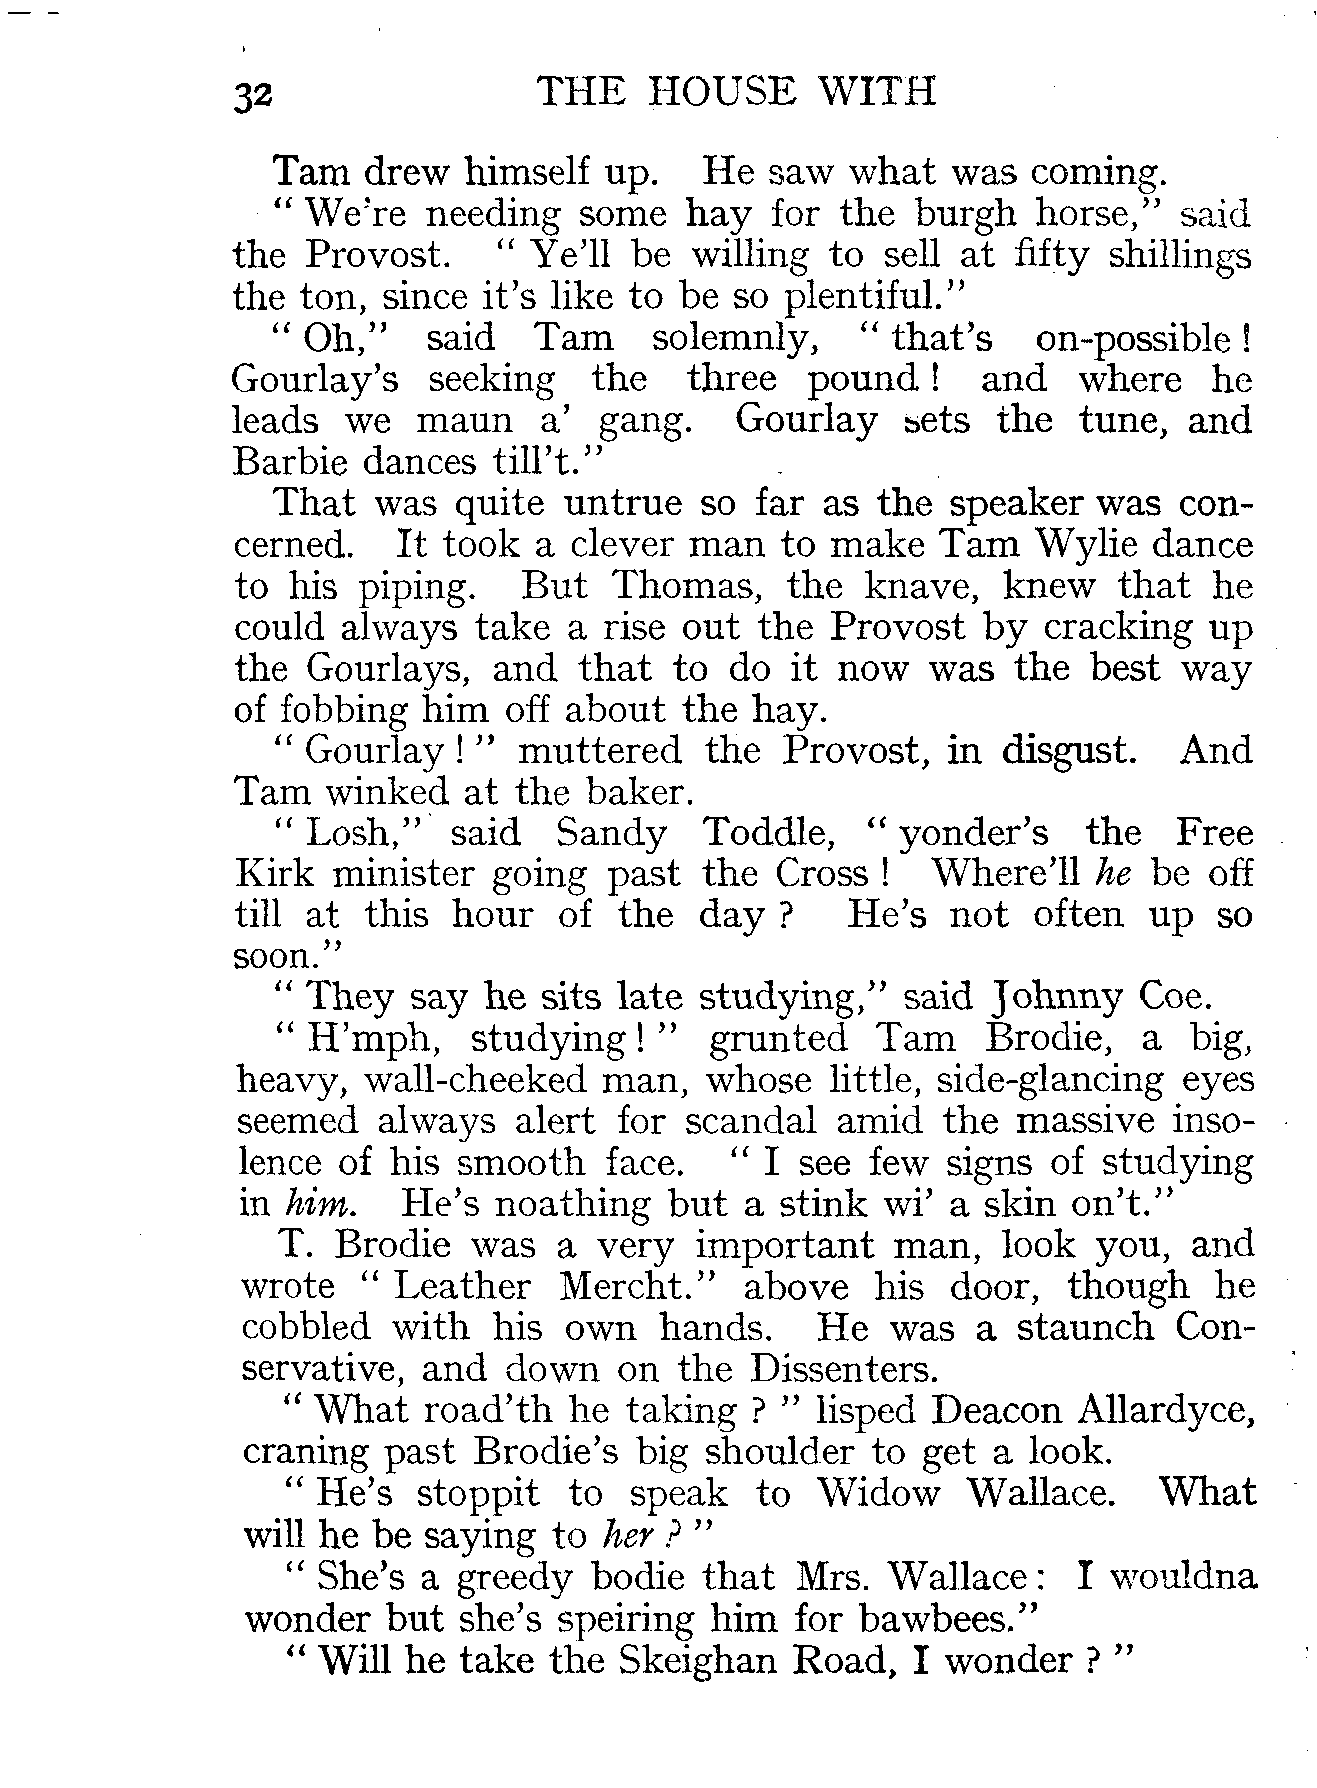 32 THE HOUSE WITH
Tam drew himself up. He saw what was coming.
" We're needing some hay for the burgh horse," said
the Provost. " Ye'll be willing to sell at fifty shillings
the ton, since it's like to be so plentiful."
" Oh," said Tam solemnly, " that's on-possible !
Gourlay's seeking the three pound ! and where he
leads we maun a' gang. Gourlay sets the tune, and
Barbie dances till't."
That was quite untrue so far as the speaker was con-
cerned. It took a clever man to make Tam Wylie dance
to his piping. But Thomas, the knave, knew that he
could always take a rise out the Provost by cracking up
the Gourlays, and that to do it now was the best way
of fobbing him off about the hay.
" Gourlay ! " muttered the Provost, in disgust. And
Tam winked at the baker.
" Losh," said Sandy Toddle, " yonder's the Free
Kirk minister going past the Cross ! Where'll he be off
till at this hour of the day ? He's not often up so
soon."
" They say he sits late studying," said Johnny Coe.
" H'mph, studying ! " grunted Tam Brodie, a big,
heavy, wall-cheeked man, whose little, side-glancing eyes
seemed always alert for scandal amid the massive inso-
lence of his smooth face. " I see few signs of studying
in him. He's noathing but a stink wi' a skin on't."
T. Brodie was a very important man, look you, and
wrote " Leather Mercht." above his door, though he
cobbled with his own hands. He was a staunch Con-
servative, and down on the Dissenters.
" What road'th he taking ? " lisped Deacon Allardyce,
craning past Brodie's big shoulder to get a look.
" He's stoppit to speak to Widow Wallace. What
will he be saying to her ? "
" She's a greedy bodie that Mrs. Wallace : I wouldna
wonder but she's speiring him for bawbees."
" Will he take the Skeighan Road, I wonder ? "